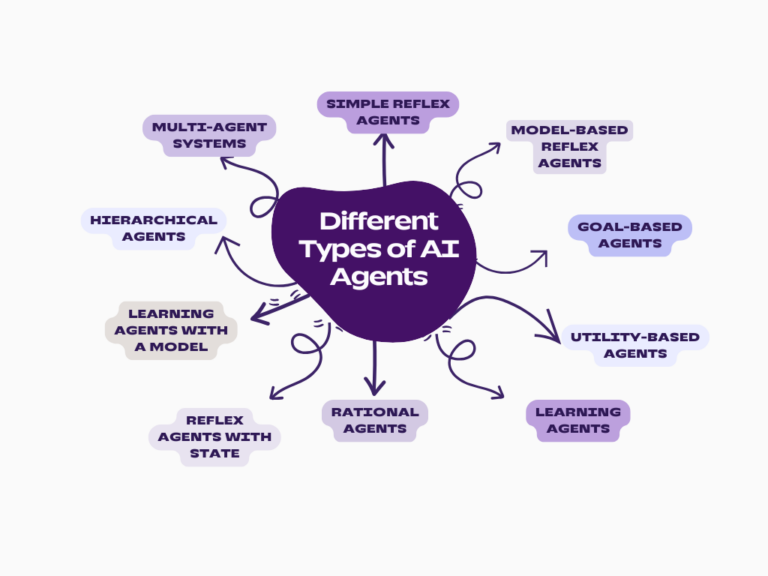 SIMPLE REFLEX
AGENTS
MULTI-AGENT
SYSTEMS
MODEL-BASED
REFLEX
AGENTS
HIERARCHICAL
AGENTS
Different
Types of AI
Agents
GOAL-BASED
AGENTS
LEARNING
AGENTS WITH
A MODEL
UTILITY-BASED
AGENTS
REFLEX
AGENTS WITH
STATE
RATIONAL
AGENTS
LEARNING
AGENTS